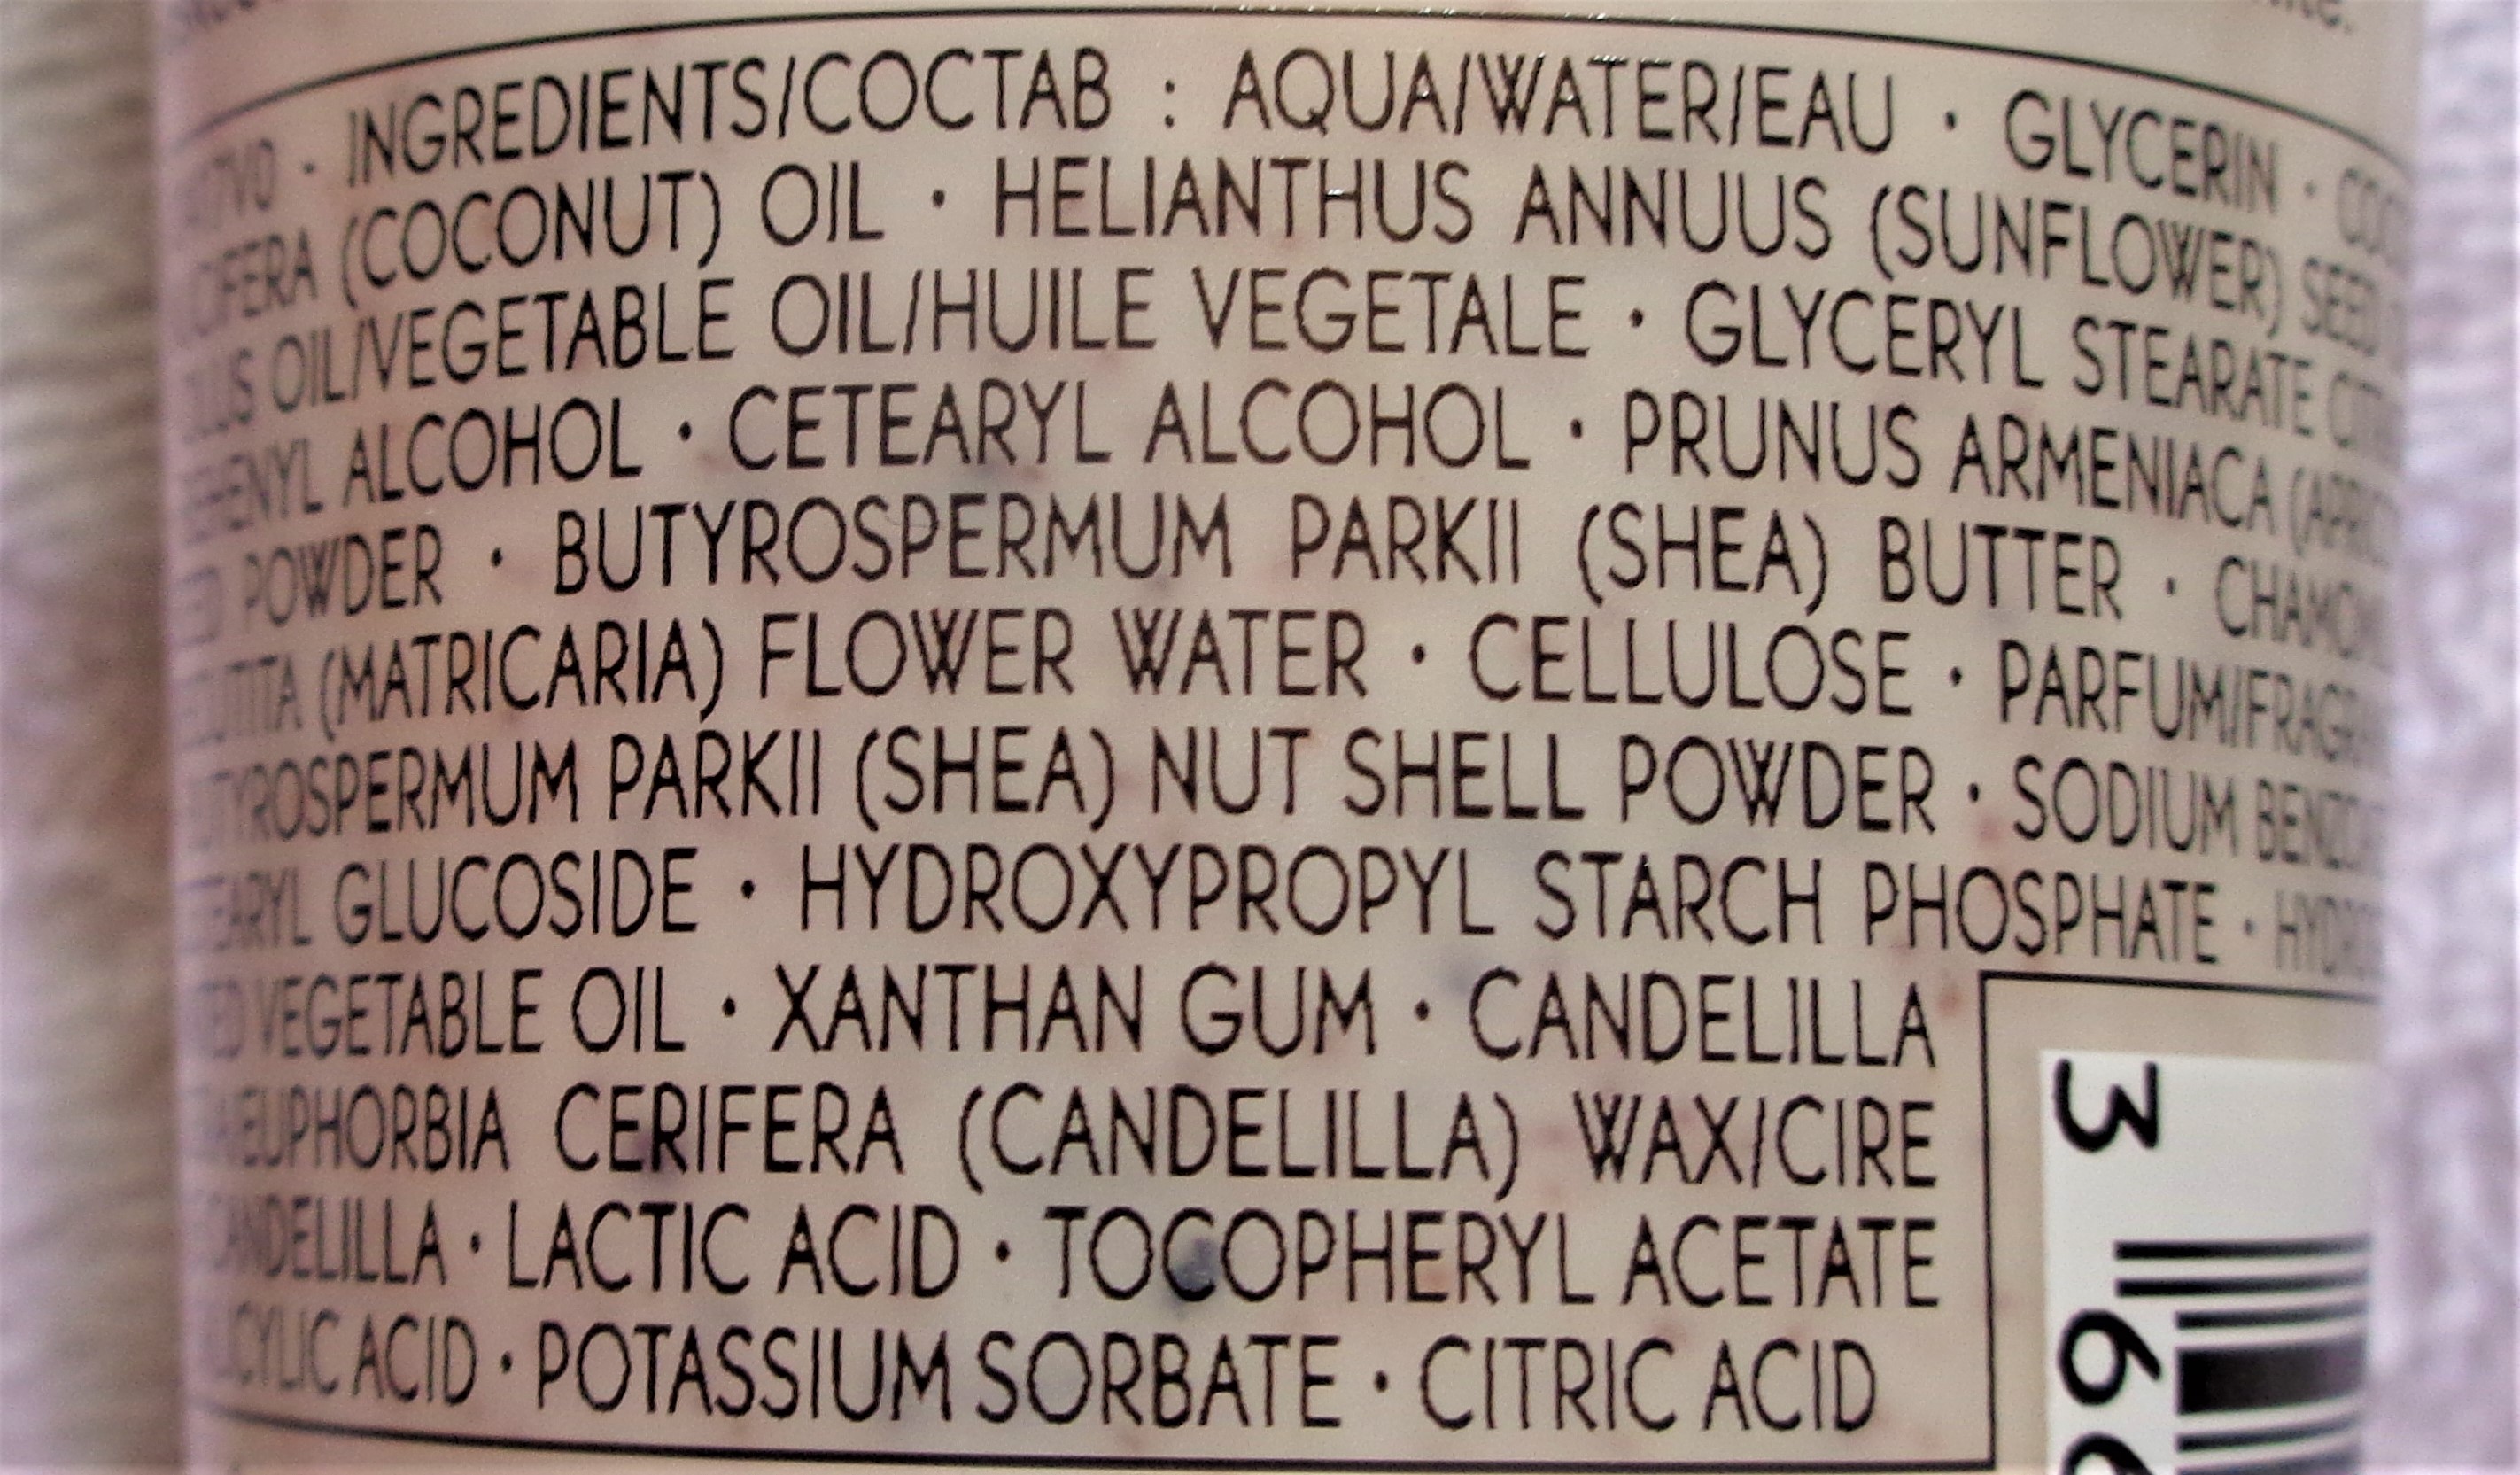 INGREDIENTS/COCTAB : AQUA/WATER/EAU · GLYCERIN ·
(COCONUT) OIL · HELIANTHUS ANNUUS (SUNFLOWER) SEED
OIL/VEGETABLE OIL/HUILE VEGETALE · GLYCERYL STEARATE
ALCOHOL · CETEARYL ALCOHOL · PRUNUS ARMENIACA
POWDER · BUTYROSPERMUM PARKII (SHEA) BUTTER ·
(MATRICARIA) FLOWER WATER · CELLULOSE ·
PARKII (SHEA) NUT SHELL POWDER · SODIUM
GLUCOSIDE · HYDROXYPROPYL STARCH PHOSPHATE ·
VEGETABLE OIL · XANTHAN GUM · CANDELILLA
EUPHORBIA CERIFERA (CANDELILLA) WAX/CIRE
CANDELILLA · LACTIC ACID · TOCOPHERYL ACETATE
ACID · POTASSIUM SORBATE · CITRIC ACID
3 6